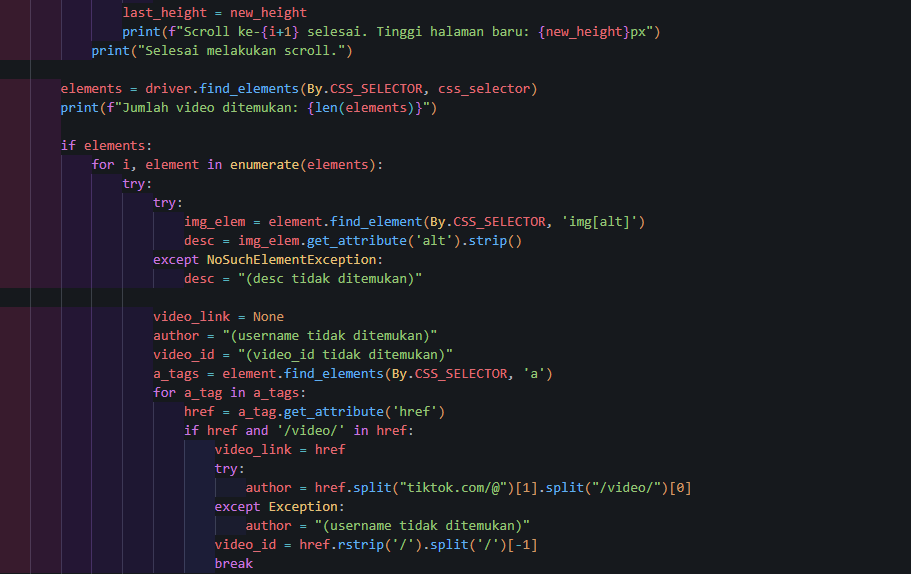 last_height = new_height
print(f"Scroll ke-{i+1} selesai. Tinggi halaman baru: {new_height}px")
print("Selesai melakukan scroll.")
elements = driver.find_elements(By.CSS_SELECTOR, css_selector)
print(f"Jumlah video ditemukan: {len(elements)}")
if elements:
for i, element in enumerate(elements):
try:
try:
img_elem = element.find_element(By.CSS_SELECTOR, 'img[alt]')
desc = img_elem.get_attribute('alt').strip()
except NoSuchElementException:
desc = "(desc tidak ditemukan)"
video_link = None
author = "(username tidak ditemukan)"
video_id = "(video_id tidak ditemukan)"
a_tags = element.find_elements(By.CSS_SELECTOR, 'a')
for a_tag in a_tags:
href = a_tag.get_attribute('href')
if href and '/video/' in href:
video_link = href
try:
author = href.split("tiktok.com/@")[1].split("/video/")[0]
except Exception:
author = "(username tidak ditemukan)"
video_id = href.rstrip('/').split('/')[-1]
break